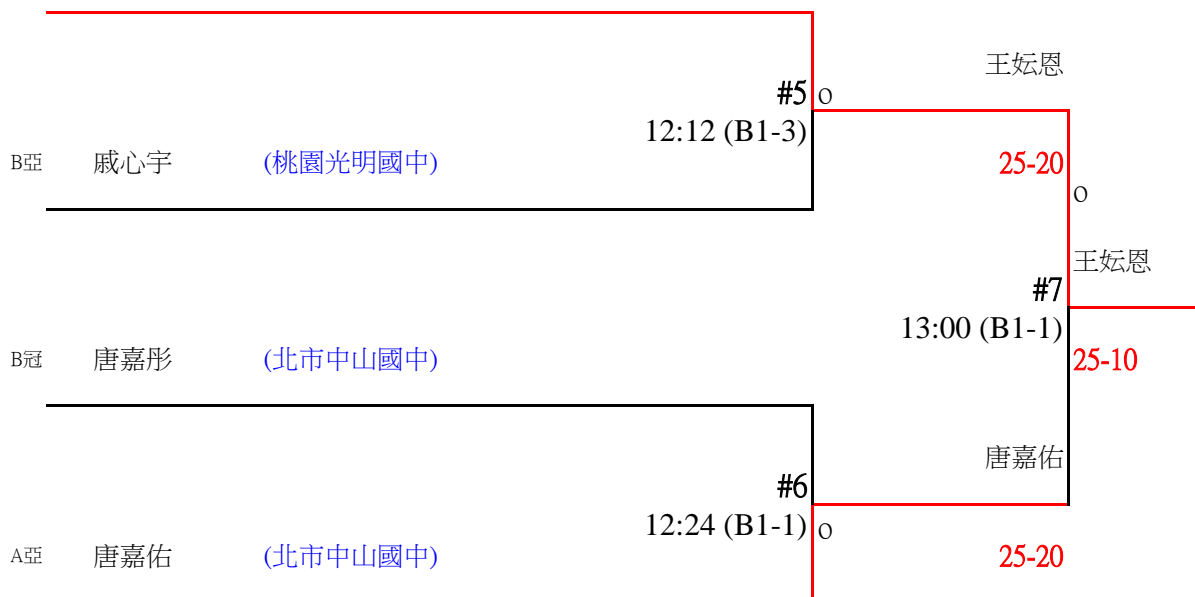 王妘恩
#5 O
12:12 (B1-3)
B亞 戚心宇 (桃園光明國中) 25-20
O
王妘恩
#7
13:00 (B1-1)
B冠 唐嘉彤 (北市中山國中) 25-10
唐嘉佑
#6
12:24 (B1-1) O
A亞 唐嘉佑 (北市中山國中) 25-20